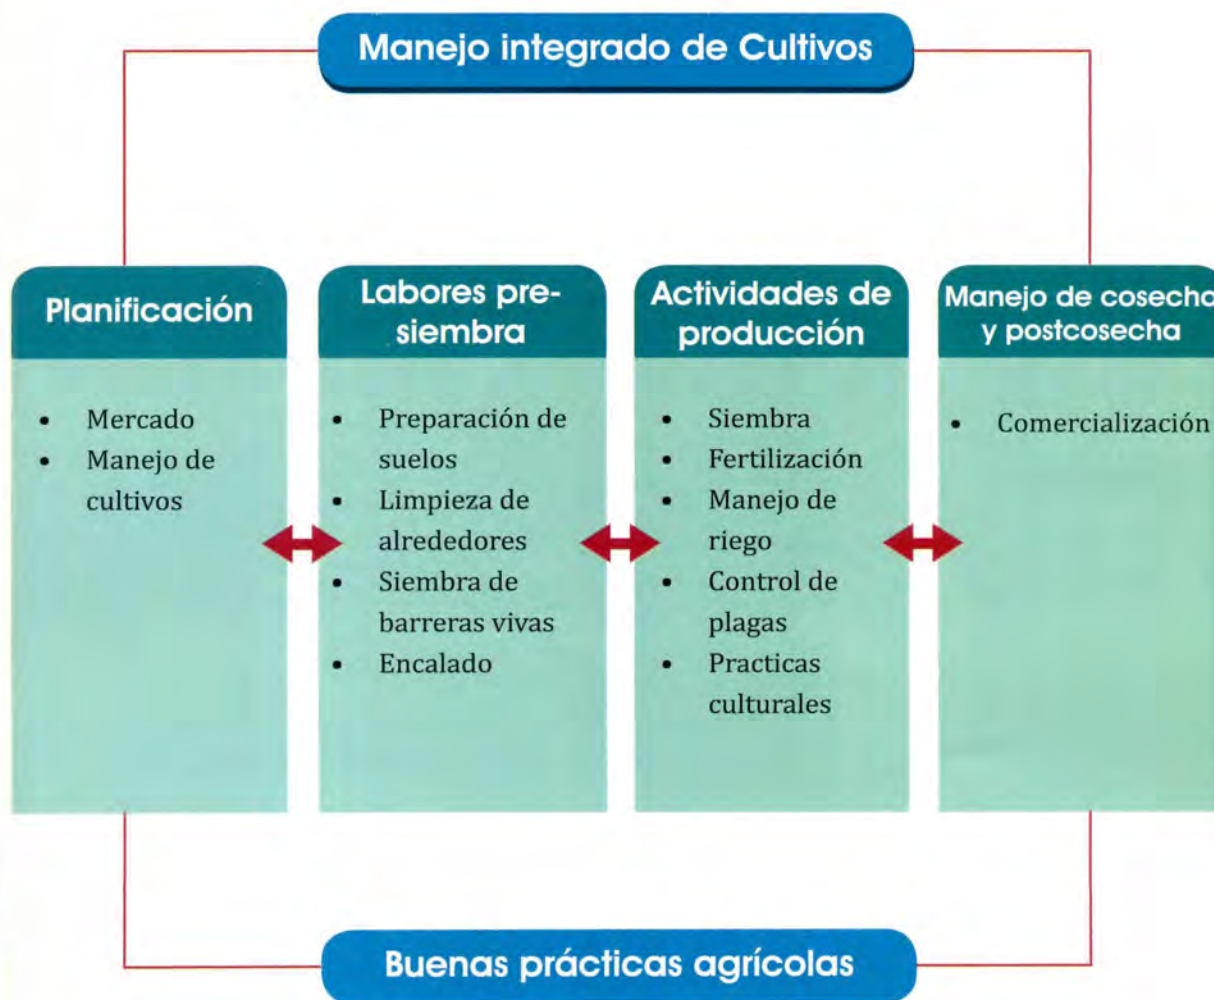 Manejo integrado de Cultivos
Planificación
• Mercado
• Manejo de
cultivos
Labores pre-
siembra
• Preparación de
suelos
• Limpieza de
alrededores
• Siembra de
barreras vivas
• Encalado
Actividades de
producción
• Siembra
• Fertilización
• Manejo de
riego
• Control de
plagas
• Practicas
culturales
Manejo de cosecha
y postcosecha
• Comercialización
Buenas prácticas agrícolas